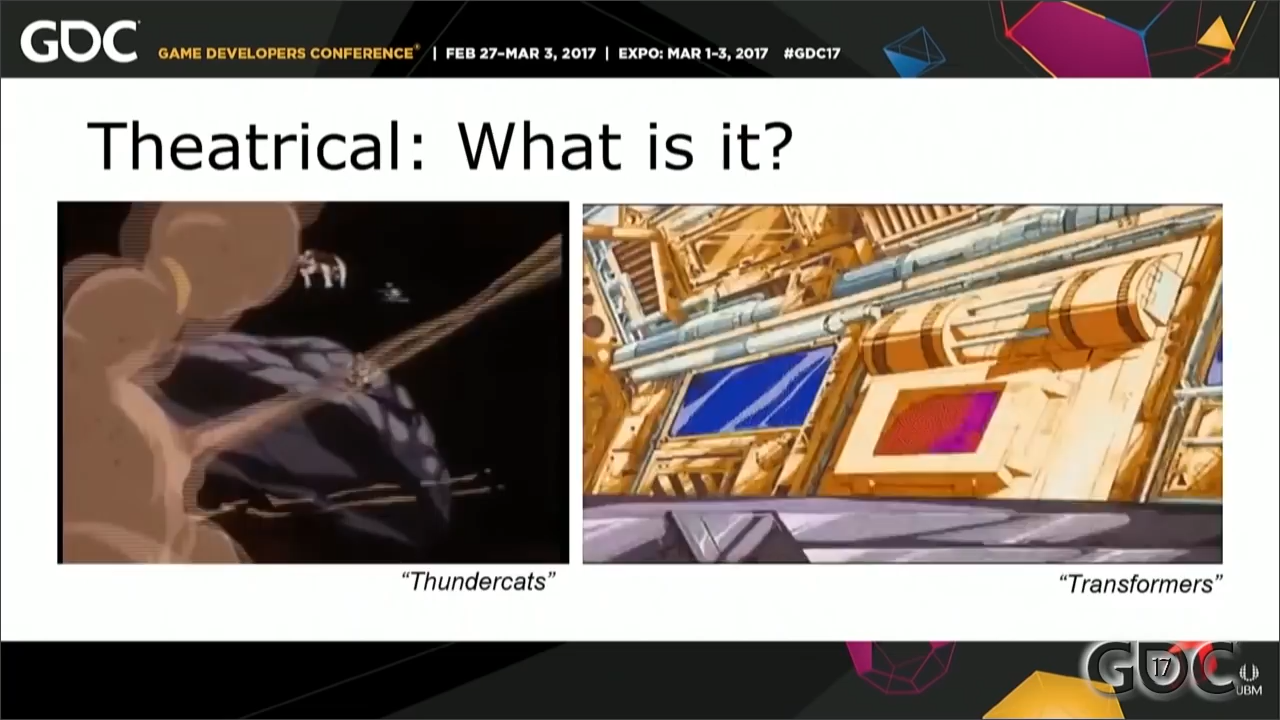 GDC GAME DEVELOPERS CONFERENCE® | FEB 27–MAR 3, 2017 | EXPO: MAR 1–3, 2017 #GDC17
Theatrical: What is it?
“Thundercats”
“Transformers”
GDC 17
UBM